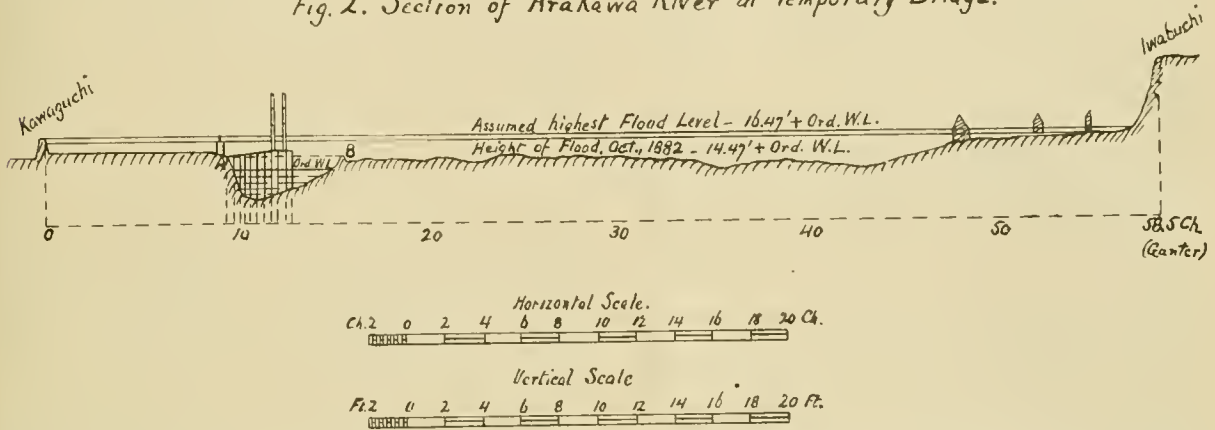 Fig. 2. Section of Arakawa River at Temporary Bridge.
Kawaguchi
Iwabuchi
Assumed highest Flood Level - 16.47' + Ord. W.L.
Height of Flood, Oct., 1882 - 14.47' + Ord. W.L.
A
Ord W.L.
B
0 10 20 30 40 50 58.5 Ch.
(Ganter)
Horizontal Scale.
Ch. 2 0 2 4 6 8 10 12 14 16 18 20 Ch.
Vertical Scale
Ft. 2 0 2 4 6 8 10 12 14 16 18 20 Ft.